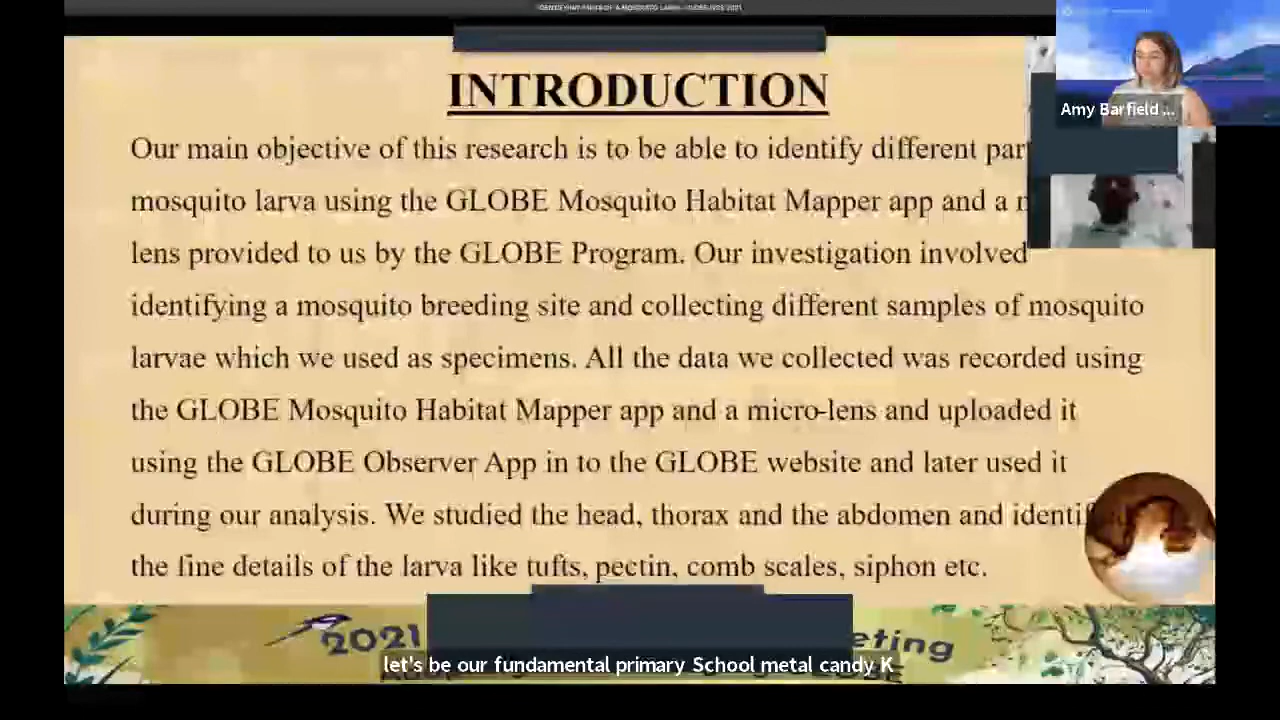 INTRODUCTION
Amy Barfield ...
Our main objective of this research is to be able to identify different par
mosquito larva using the GLOBE Mosquito Habitat Mapper app and a
lens provided to us by the GLOBE Program. Our investigation involved
identifying a mosquito breeding site and collecting different samples of mosquito
larvae which we used as specimens. All the data we collected was recorded using
the GLOBE Mosquito Habitat Mapper app and a micro-lens and uploaded it
using the GLOBE Observer App in to the GLOBE website and later used it
during our analysis. We studied the head, thorax and the abdomen and identif
the fine details of the larva like tufts, pectin, comb scales, siphon etc.
2021 eting
let's be our fundamental primary School metal candy K